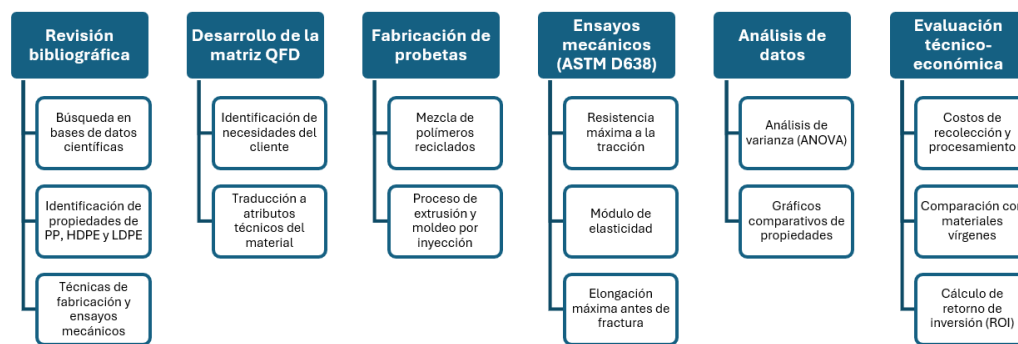 Revisión
bibliográfica
Búsqueda en
bases de datos
científicas
Identificación de
propiedades de
PP, HDPE y LDPE
Técnicas de
fabricación y
ensayos
mecánicos
Desarrollo de la
matriz QFD
Identificación de
necesidades del
cliente
Traducción a
atributos
técnicos del
material
Fabricación de
probetas
Mezcla de
polímeros
reciclados
Proceso de
extrusión y
moldeo por
inyección
Ensayos
mecánicos
(ASTM D638)
Resistencia
máxima a la
tracción
Módulo de
elasticidad
Elongación
máxima antes de
fractura
Análisis de
datos
Análisis de
varianza (ANOVA)
Gráficos
comparativos de
propiedades
Evaluación
técnico-
económica
Costos de
recolección y
procesamiento
Comparación con
materiales
vírgenes
Cálculo de
retorno de
inversión (ROI)